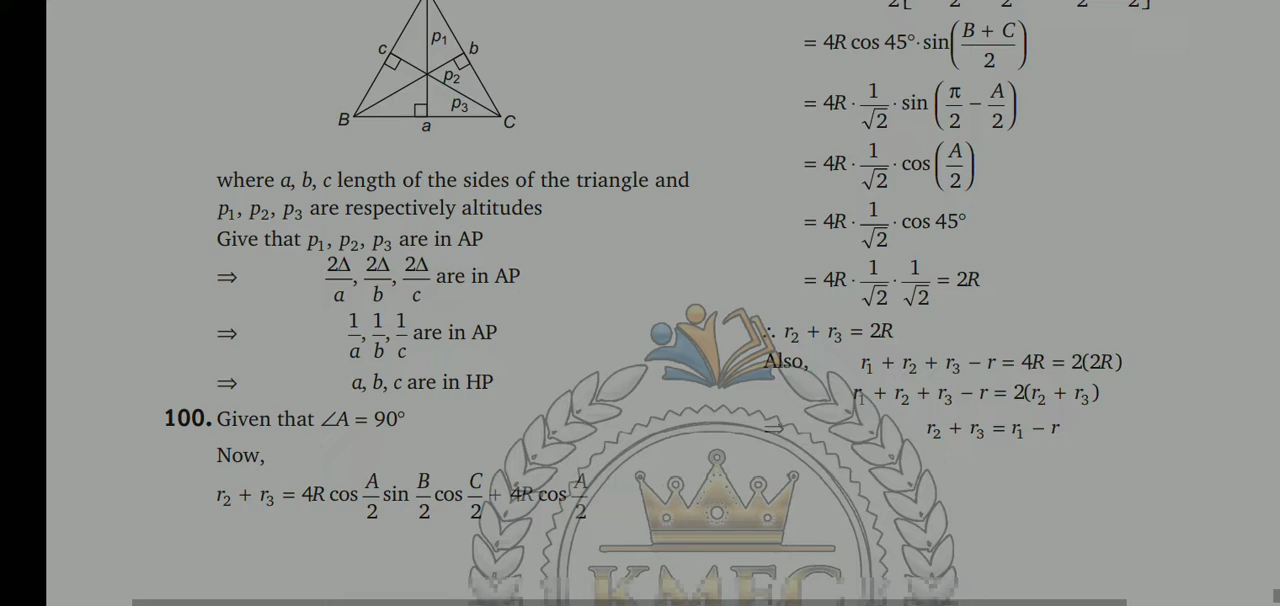 c p₁ b
p₂
p₃
B a C
where a, b, c length of the sides of the triangle and
p₁, p₂, p₃ are respectively altitudes
Give that p₁, p₂, p₃ are in AP
⇒ 2Δ/a, 2Δ/b, 2Δ/c are in AP
⇒ 1/a, 1/b, 1/c are in AP
⇒ a, b, c are in HP
100. Given that ∠A = 90°
Now,
r₂ + r₃ = 4R cos A/2 sin B/2 cos C/2 + 4R cos A/2
= 4R cos 45° · sin((B + C)/2)
= 4R · 1/√2 · sin(π/2 − A/2)
= 4R · 1/√2 · cos(A/2)
= 4R · 1/√2 · cos 45°
= 4R · 1/√2 · 1/√2 = 2R
∴ r₂ + r₃ = 2R
Also, r₁ + r₂ + r₃ − r = 4R = 2(2R)
r₁ + r₂ + r₃ − r = 2(r₂ + r₃)
⇒ r₂ + r₃ = r₁ − r
KMEC